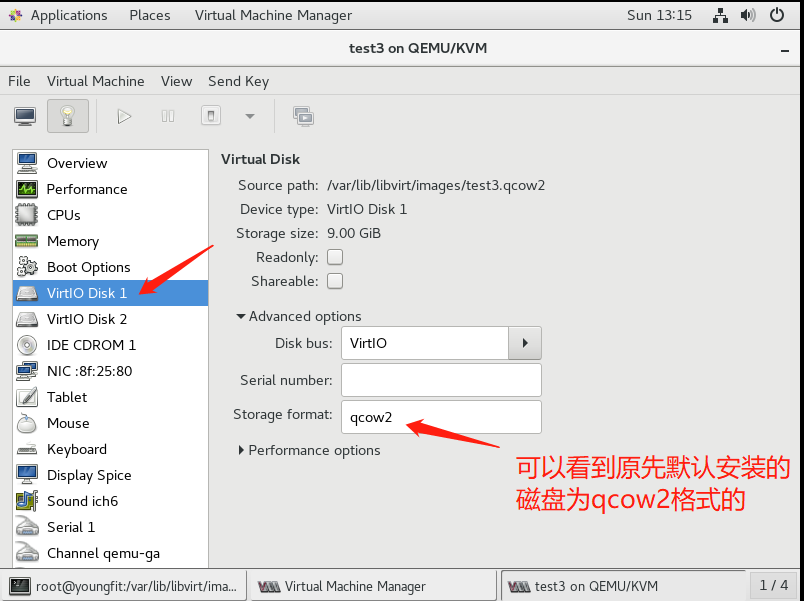 Applications Places Virtual Machine Manager Sun 13:15
test3 on QEMU/KVM
File Virtual Machine View Send Key
Overview
Performance
CPUs
Memory
Boot Options
VirtIO Disk 1
VirtIO Disk 2
IDE CDROM 1
NIC :8f:25:80
Tablet
Mouse
Keyboard
Display Spice
Sound ich6
Serial 1
Channel qemu-ga
Virtual Disk
Source path: /var/lib/libvirt/images/test3.qcow2
Device type: VirtIO Disk 1
Storage size: 9.00 GiB
Readonly:
Shareable:
Advanced options
Disk bus: VirtIO
Serial number:
Storage format: qcow2
Performance options
可以看到原先默认安装的
磁盘为qcow2格式的
root@youngfit:/var/lib/libvirt/ima... Virtual Machine Manager test3 on QEMU/KVM 1 / 4